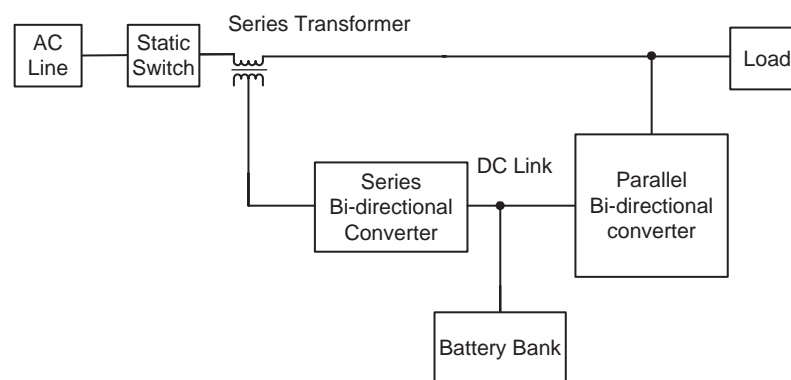 Series Transformer
AC
Line
Static
Switch
Load
Series
Bi-directional
Converter
DC Link
Parallel
Bi-directional
converter
Battery Bank